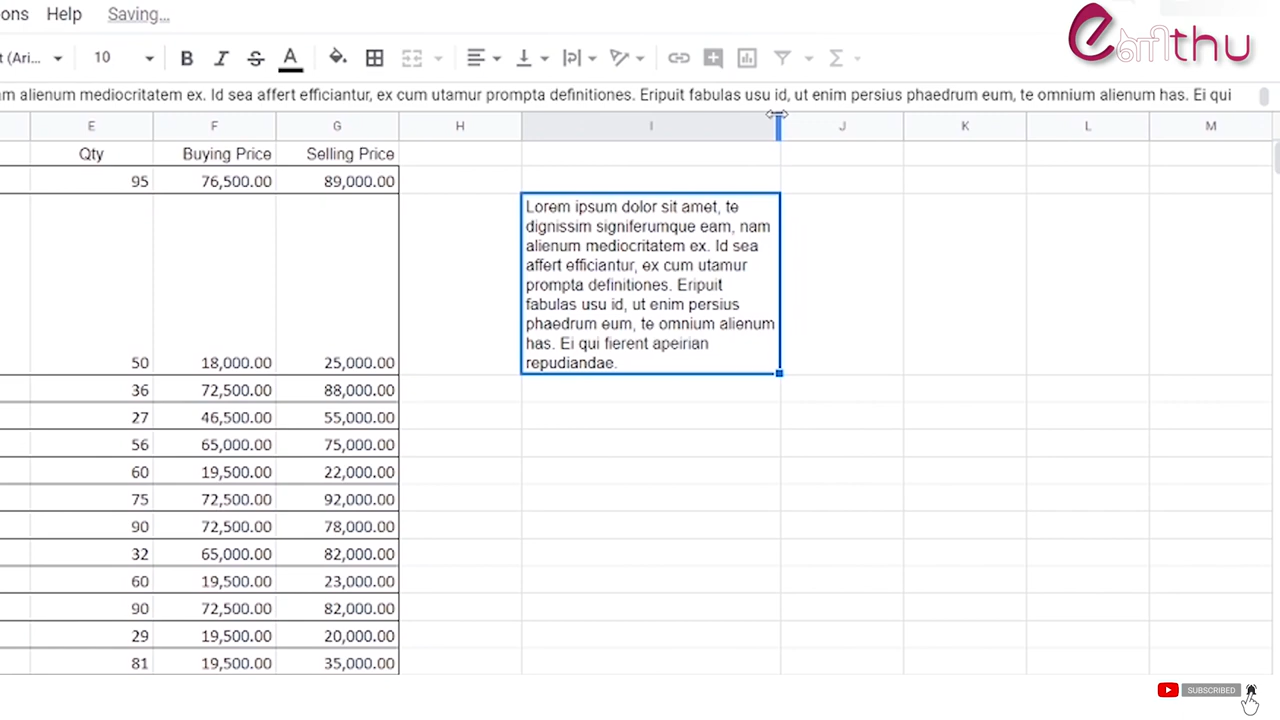 ons Help Saving...
t (Ari... 10 B I S A Σ
am alienum mediocritatem ex. Id sea affert efficiantur, ex cum utamur prompta definitiones. Eripuit fabulas usu id, ut enim persius phaedrum eum, te omnium alienum has. Ei qui
E F G H I J K L M
Qty Buying Price Selling Price
95 76,500.00 89,000.00
Lorem ipsum dolor sit amet, te
dignissim signiferumque eam, nam
alienum mediocritatem ex. Id sea
affert efficiantur, ex cum utamur
prompta definitiones. Eripuit
fabulas usu id, ut enim persius
phaedrum eum, te omnium alienum
has. Ei qui fierent apeirian
repudiandae.
50 18,000.00 25,000.00
36 72,500.00 88,000.00
27 46,500.00 55,000.00
56 65,000.00 75,000.00
60 19,500.00 22,000.00
75 72,500.00 92,000.00
90 72,500.00 78,000.00
32 65,000.00 82,000.00
60 19,500.00 23,000.00
90 72,500.00 82,000.00
29 19,500.00 20,000.00
81 19,500.00 35,000.00
SUBSCRIBED